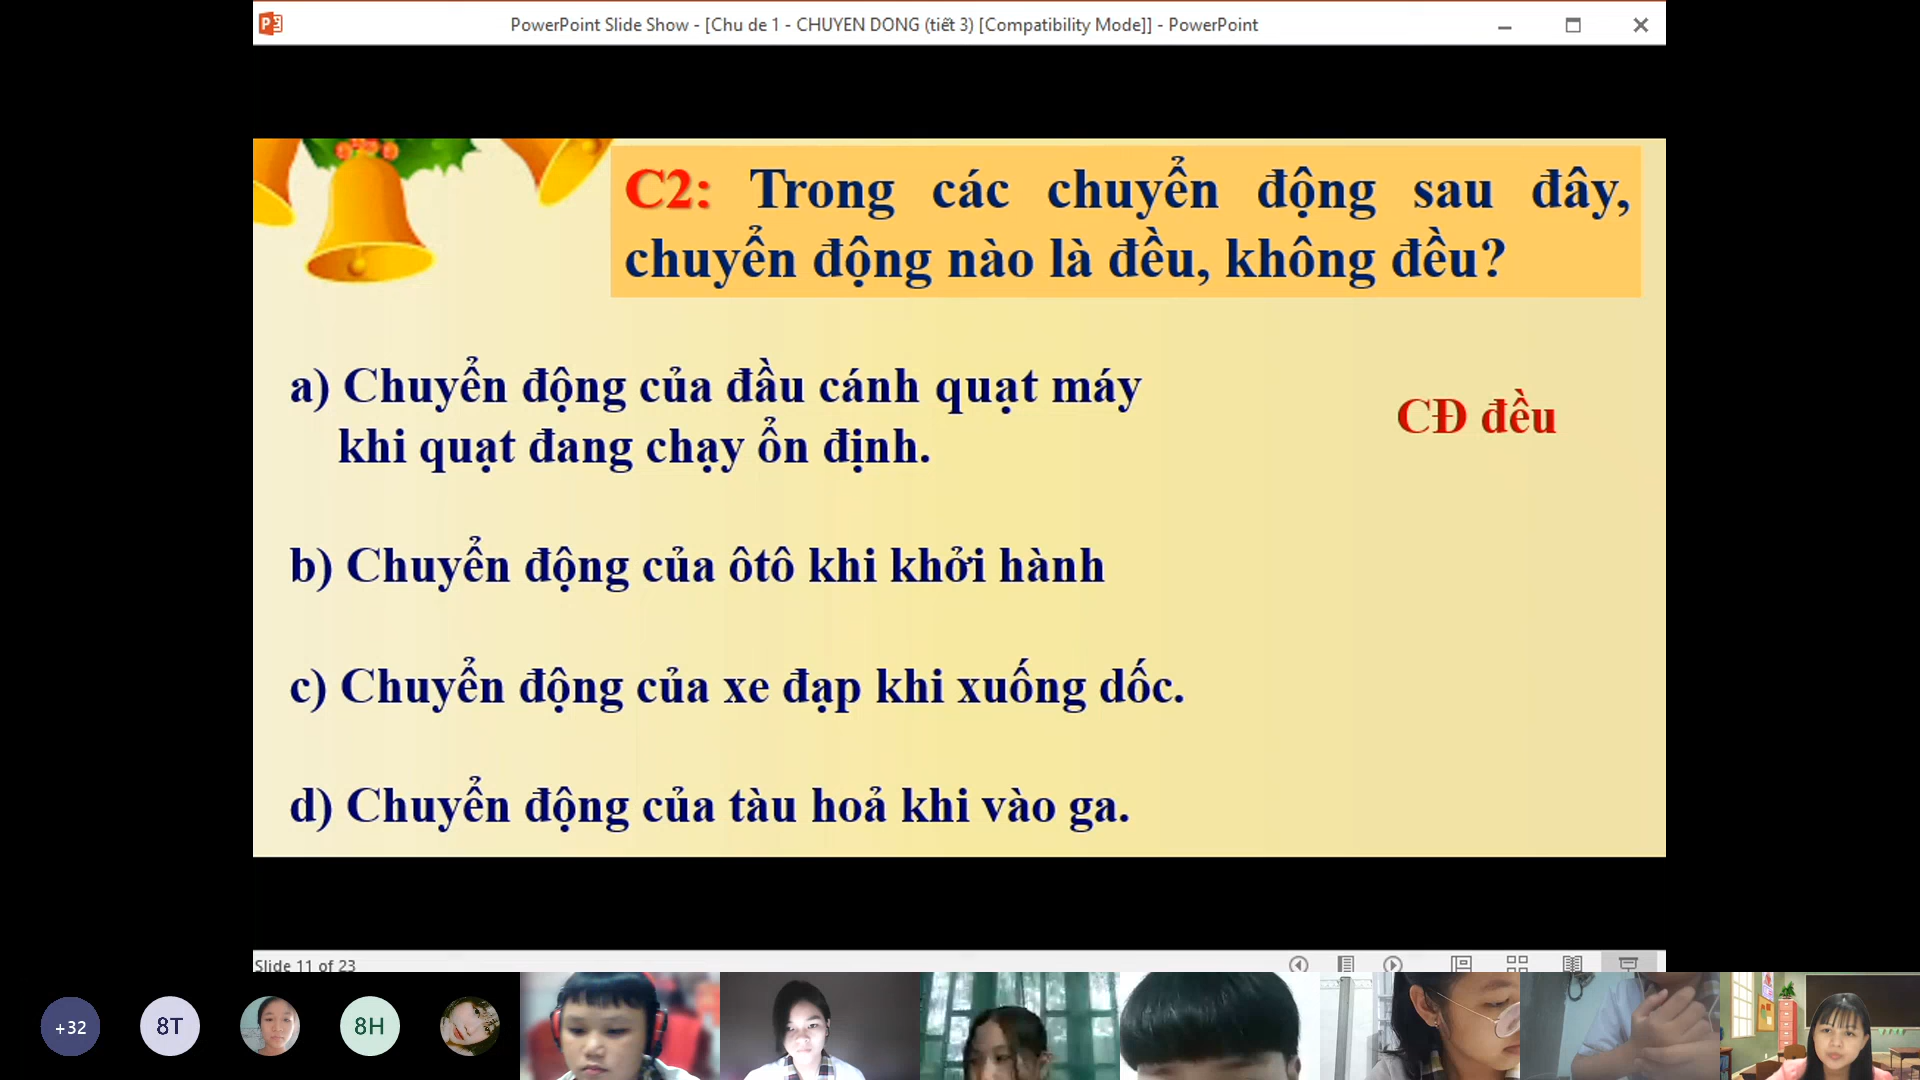 PowerPoint Slide Show - [Chu de 1 - CHUYEN DONG (tiết 3) [Compatibility Mode]] - PowerPoint
C2: Trong các chuyển động sau đây,
chuyển động nào là đều, không đều?
a) Chuyển động của đầu cánh quạt máy
khi quạt đang chạy ổn định.
CĐ đều
b) Chuyển động của ôtô khi khởi hành
c) Chuyển động của xe đạp khi xuống dốc.
d) Chuyển động của tàu hoả khi vào ga.
Slide 11 of 23
+32
8T
8H